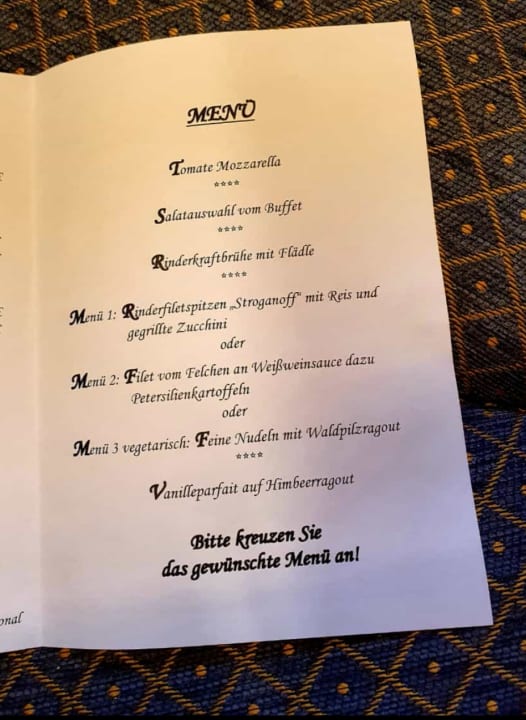 MENÜ
Tomate Mozzarella
****
Salatauswahl vom Buffet
****
Rinderkraftbrühe mit Flädle
****
Menü 1: Rinderfiletspitzen „Stroganoff“ mit Reis und
gegrillte Zucchini
oder
Menü 2: Filet vom Felchen an Weißweinsauce dazu
Petersilienkartoffeln
oder
Menü 3 vegetarisch: Feine Nudeln mit Waldpilzragout
****
Vanilleparfait auf Himbeerragout
Bitte kreuzen Sie
das gewünschte Menü an!